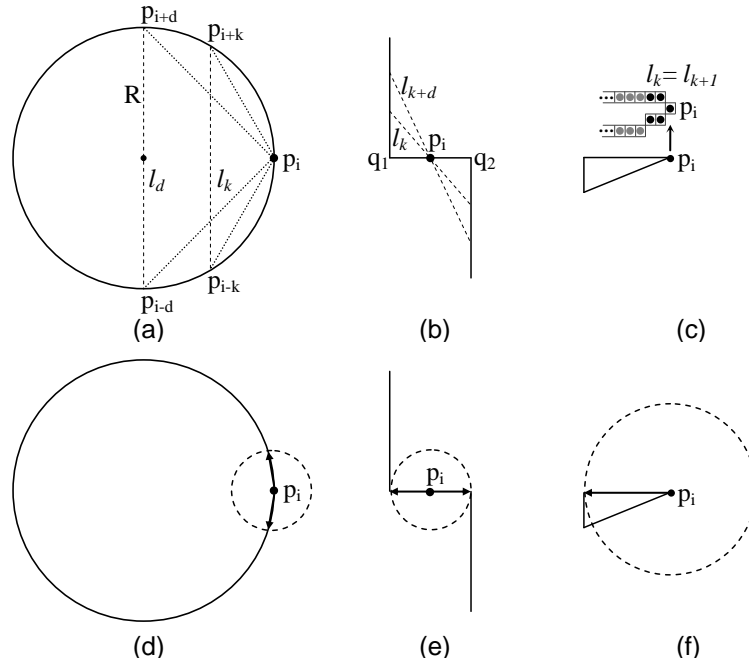 p_{i+d}
p_{i+k}
R
p_i
l_d
l_k
p_{i-k}
p_{i-d}
(a)
l_{k+d}
l_k
p_i
q_1
q_2
(b)
l_k = l_{k+1}
...
p_i
...
p_i
(c)
p_i
(d)
p_i
(e)
p_i
(f)